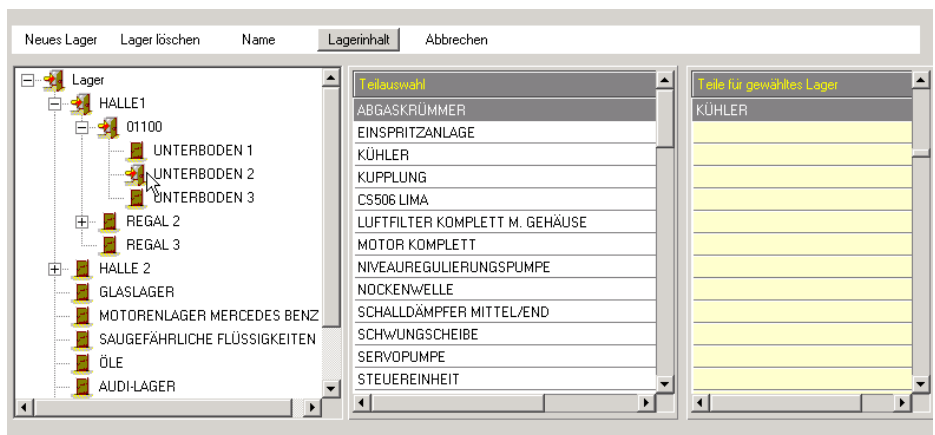 Neues Lager Lager löschen Name Lagerinhalt Abbrechen
Lager
HALLE1
01100
UNTERBODEN 1
UNTERBODEN 2
UNTERBODEN 3
REGAL 2
REGAL 3
HALLE 2
GLASLAGER
MOTORENLAGER MERCEDES BENZ
SAUGEFÄHRLICHE FLÜSSIGKEITEN
ÖLE
AUDI-LAGER
Teilauswahl
ABGASKRÜMMER
EINSPRITZANLAGE
KÜHLER
KUPPLUNG
CS506 LIMA
LUFTFILTER KOMPLETT M. GEHÄUSE
MOTOR KOMPLETT
NIVEAUREGULIERUNGSPUMPE
NOCKENWELLE
SCHALLDÄMPFER MITTEL/END
SCHWUNGSCHEIBE
SERVOPUMPE
STEUEREINHEIT
Teile für gewähltes Lager
KÜHLER